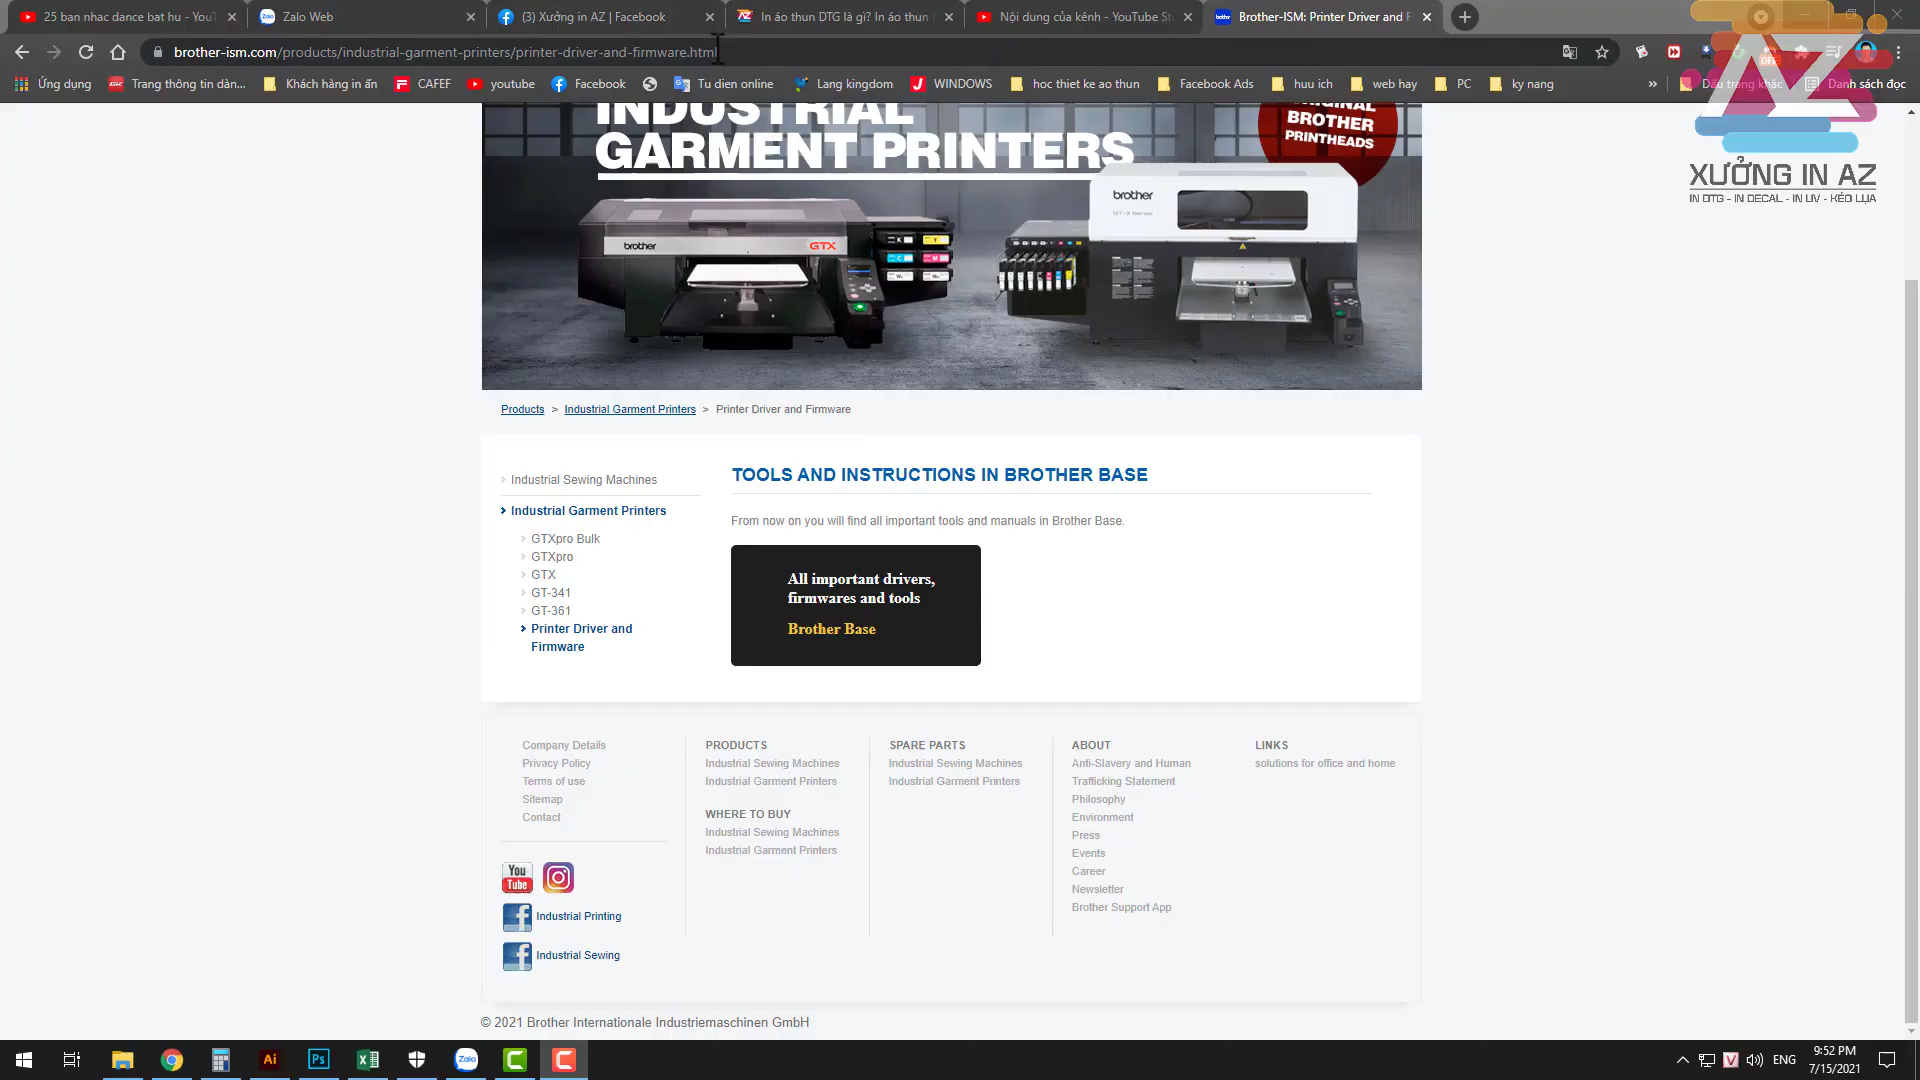 25 ban nhac dance bat hu - YouT
Zalo Web
(3) Xưởng in AZ | Facebook
In áo thun DTG là gì? In áo thun
Nội dung của kênh - YouTube St
Brother-ISM: Printer Driver and F
brother-ism.com/products/industrial-garment-printers/printer-driver-and-firmware.html
Ứng dụng
Trang thông tin dàn...
Khách hàng in ấn
CAFEF
youtube
Facebook
Tu dien online
Lang kingdom
WINDOWS
hoc thiet ke ao thun
Facebook Ads
huu ich
web hay
PC
ky nang
»
Dấu trang khác
Danh sách đọc
AZ
XƯỞNG IN AZ
IN DTG - IN DECAL - IN UV - KÉO LỤA
INDUSTRIAL
GARMENT PRINTERS
ORIGINAL
BROTHER
PRINTHEADS
brother
GTX
K
Y
C
M
brother
GT-3 Series
Products > Industrial Garment Printers > Printer Driver and Firmware
Industrial Sewing Machines
Industrial Garment Printers
GTXpro Bulk
GTXpro
GTX
GT-341
GT-361
Printer Driver and
Firmware
TOOLS AND INSTRUCTIONS IN BROTHER BASE
From now on you will find all important tools and manuals in Brother Base.
All important drivers,
firmwares and tools
Brother Base
Company Details
Privacy Policy
Terms of use
Sitemap
Contact
You
Tube
Industrial Printing
Industrial Sewing
PRODUCTS
Industrial Sewing Machines
Industrial Garment Printers
WHERE TO BUY
Industrial Sewing Machines
Industrial Garment Printers
SPARE PARTS
Industrial Sewing Machines
Industrial Garment Printers
ABOUT
Anti-Slavery and Human
Trafficking Statement
Philosophy
Environment
Press
Events
Career
Newsletter
Brother Support App
LINKS
solutions for office and home
© 2021 Brother Internationale Industriemaschinen GmbH
Ai
Ps
Zalo
ENG
9:52 PM
7/15/2021